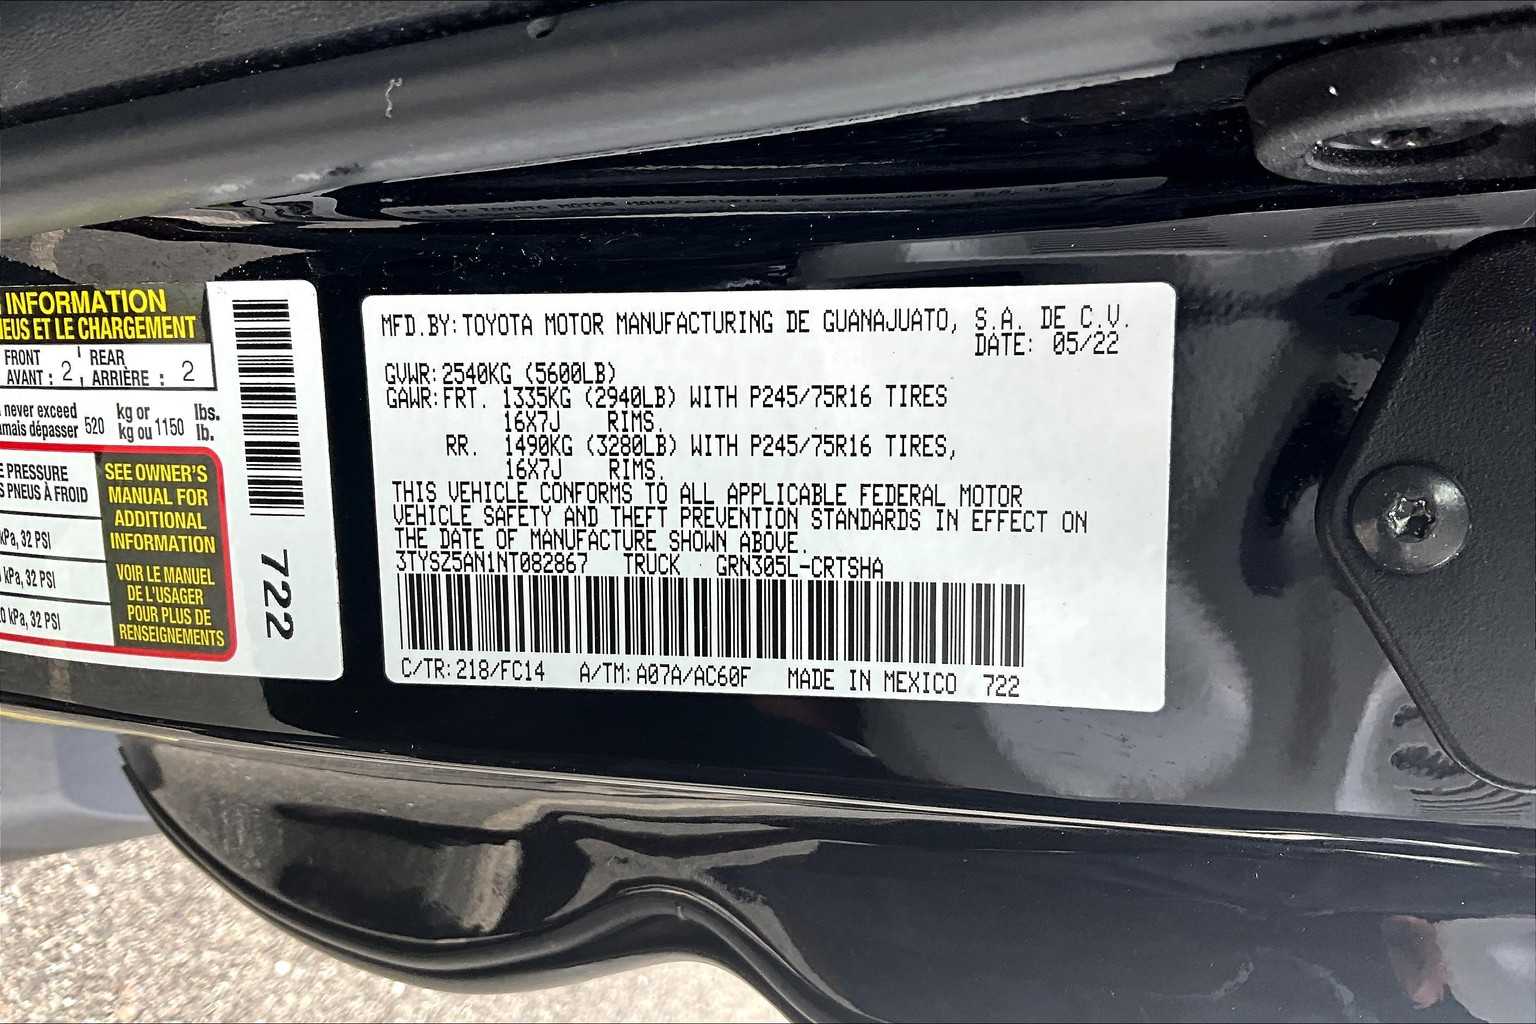 INFORMATION
NEUS ET LE CHARGEMENT
FRONT
AVANT : 2
REAR
ARRIÈRE : 2
never exceed
amais dépasser 520 kg or kg ou 1150 lbs. lb.
PRESSURE
S PNEUS À FROID
kPa, 32 PSI
kPa, 32 PSI
0 kPa, 32 PSI
SEE OWNER'S
MANUAL FOR
ADDITIONAL
INFORMATION
VOIR LE MANUEL
DE L'USAGER
POUR PLUS DE
RENSEIGNEMENTS
722
MFD.BY:TOYOTA MOTOR MANUFACTURING DE GUANAJUATO, S.A. DE C.V.
DATE: 05/22
GVWR:2540KG (5600LB)
GAWR:FRT. 1335KG (2940LB) WITH P245/75R16 TIRES
16X7J RIMS.
RR. 1490KG (3280LB) WITH P245/75R16 TIRES,
16X7J RIMS.
THIS VEHICLE CONFORMS TO ALL APPLICABLE FEDERAL MOTOR
VEHICLE SAFETY AND THEFT PREVENTION STANDARDS IN EFFECT ON
THE DATE OF MANUFACTURE SHOWN ABOVE.
3TYSZ5AN1NT082867 TRUCK GRN305L-CRTSHA
C/TR:218/FC14 A/TM:A07A/AC60F MADE IN MEXICO 722